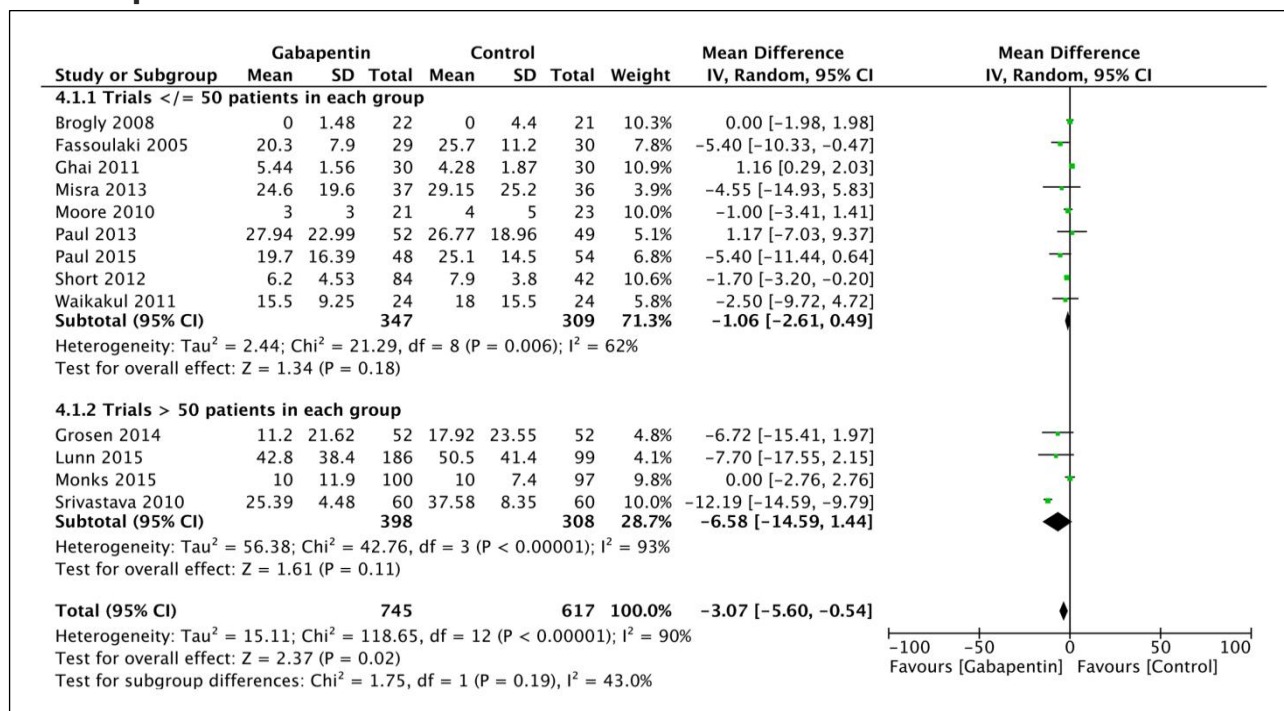 Gabapentin Control Mean Difference Mean Difference
Study or Subgroup Mean SD Total Mean SD Total Weight IV, Random, 95% CI IV, Random, 95% CI
4.1.1 Trials </= 50 patients in each group
Brogly 2008 0 1.48 22 0 4.4 21 10.3% 0.00 [-1.98, 1.98]
Fassoulaki 2005 20.3 7.9 29 25.7 11.2 30 7.8% -5.40 [-10.33, -0.47]
Ghai 2011 5.44 1.56 30 4.28 1.87 30 10.9% 1.16 [0.29, 2.03]
Misra 2013 24.6 19.6 37 29.15 25.2 36 3.9% -4.55 [-14.93, 5.83]
Moore 2010 3 3 21 4 5 23 10.0% -1.00 [-3.41, 1.41]
Paul 2013 27.94 22.99 52 26.77 18.96 49 5.1% 1.17 [-7.03, 9.37]
Paul 2015 19.7 16.39 48 25.1 14.5 54 6.8% -5.40 [-11.44, 0.64]
Short 2012 6.2 4.53 84 7.9 3.8 42 10.6% -1.70 [-3.20, -0.20]
Waikakul 2011 15.5 9.25 24 18 15.5 24 5.8% -2.50 [-9.72, 4.72]
Subtotal (95% CI) 347 309 71.3% -1.06 [-2.61, 0.49]
Heterogeneity: Tau² = 2.44; Chi² = 21.29, df = 8 (P = 0.006); I² = 62%
Test for overall effect: Z = 1.34 (P = 0.18)
4.1.2 Trials > 50 patients in each group
Grosen 2014 11.2 21.62 52 17.92 23.55 52 4.8% -6.72 [-15.41, 1.97]
Lunn 2015 42.8 38.4 186 50.5 41.4 99 4.1% -7.70 [-17.55, 2.15]
Monks 2015 10 11.9 100 10 7.4 97 9.8% 0.00 [-2.76, 2.76]
Srivastava 2010 25.39 4.48 60 37.58 8.35 60 10.0% -12.19 [-14.59, -9.79]
Subtotal (95% CI) 398 308 28.7% -6.58 [-14.59, 1.44]
Heterogeneity: Tau² = 56.38; Chi² = 42.76, df = 3 (P < 0.00001); I² = 93%
Test for overall effect: Z = 1.61 (P = 0.11)
Total (95% CI) 745 617 100.0% -3.07 [-5.60, -0.54]
Heterogeneity: Tau² = 15.11; Chi² = 118.65, df = 12 (P < 0.00001); I² = 90%
Test for overall effect: Z = 2.37 (P = 0.02)
Test for subgroup differences: Chi² = 1.75, df = 1 (P = 0.19), I² = 43.0%
-100 -50 0 50 100
Favours [Gabapentin] Favours [Control]